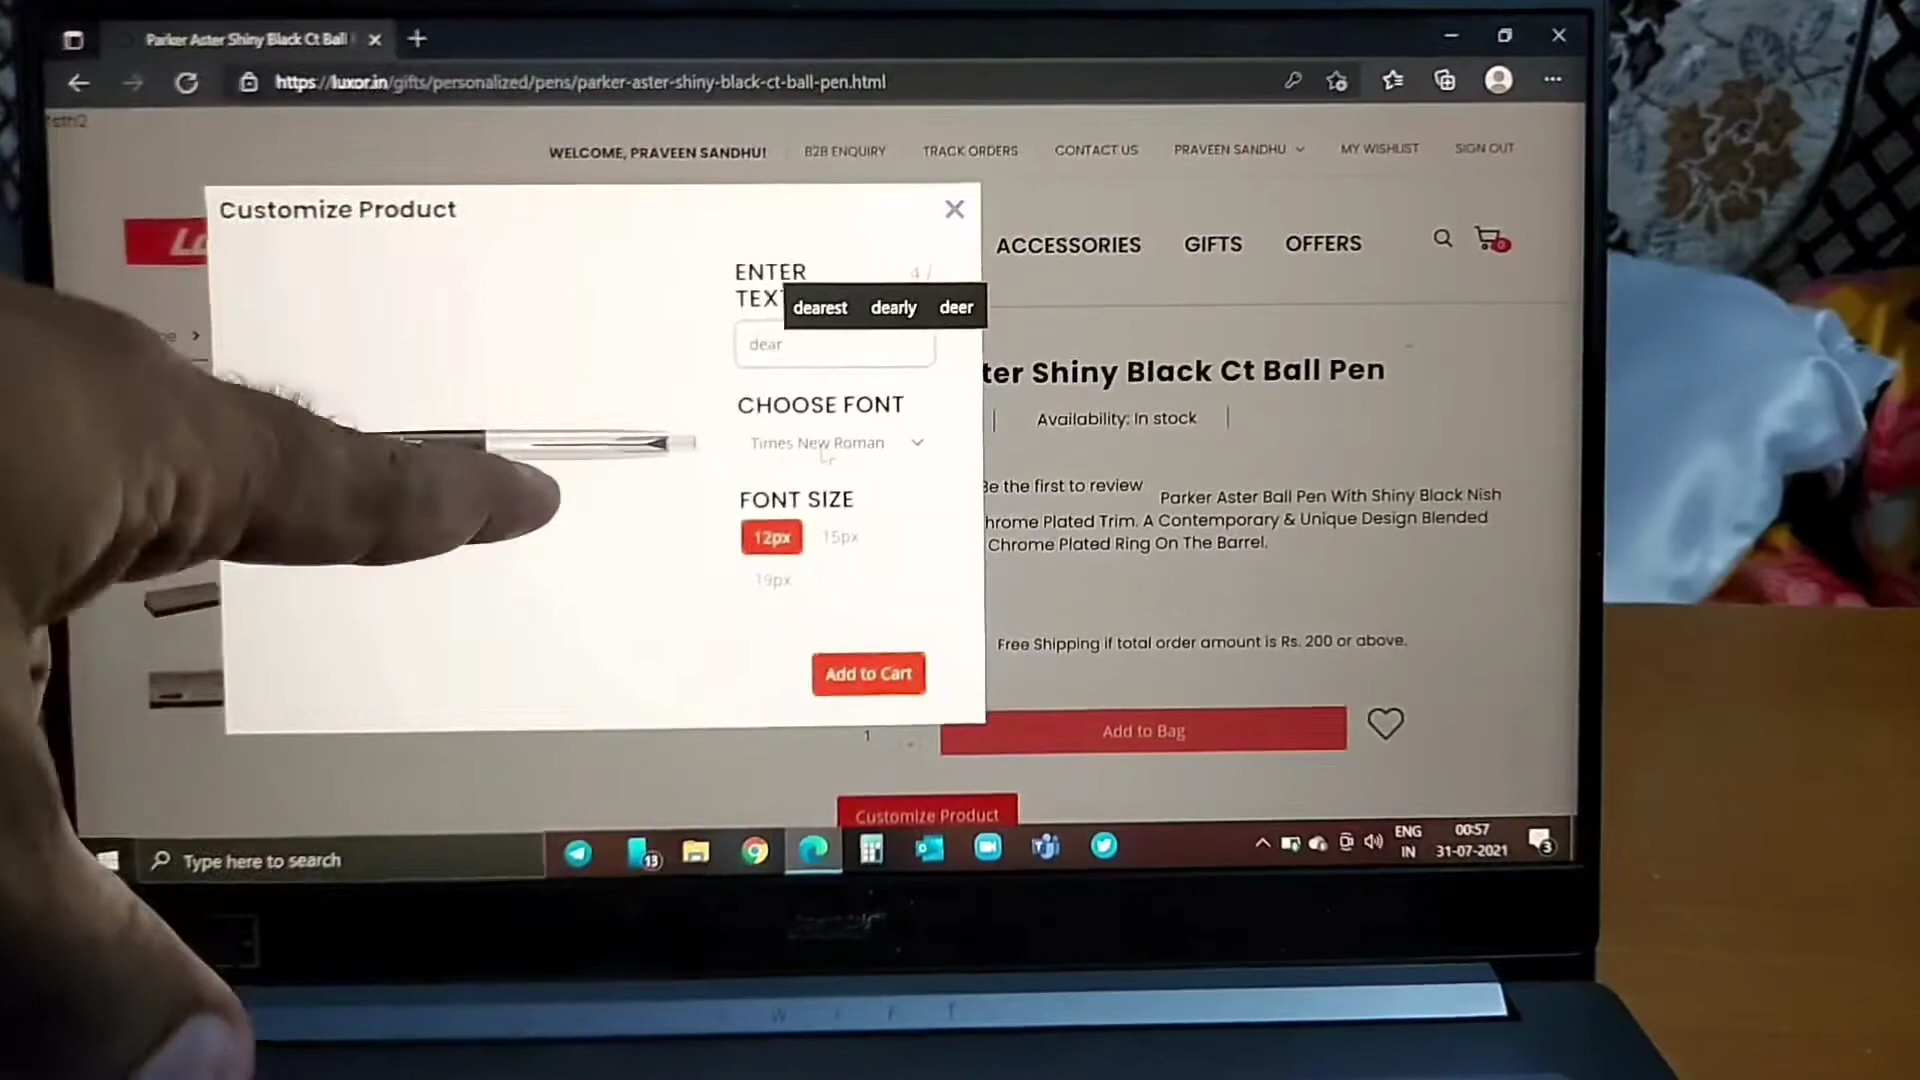 Parker Aster Shiny Black Ct Ball
https://luxor.in/gifts/personalized/pens/parker-aster-shiny-black-ct-ball-pen.html
WELCOME, PRAVEEN SANDHU!
B2B ENQUIRY
TRACK ORDERS
CONTACT US
PRAVEEN SANDHU
MY WISHLIST
SIGN OUT
Customize Product
ACCESSORIES
GIFTS
OFFERS
0
ENTER
4 /
TEXT
dearest dearly deer
dear
CHOOSE FONT
Times New Roman
FONT SIZE
12px
15px
19px
Add to Cart
ter Shiny Black Ct Ball Pen
Availability: In stock
Be the first to review
Parker Aster Ball Pen With Shiny Black Nish
hrome Plated Trim. A Contemporary & Unique Design Blended
Chrome Plated Ring On The Barrel.
Free Shipping if total order amount is Rs. 200 or above.
1
Add to Bag
Customize Product
Type here to search
13
ENG
IN
00:57
31-07-2021
3